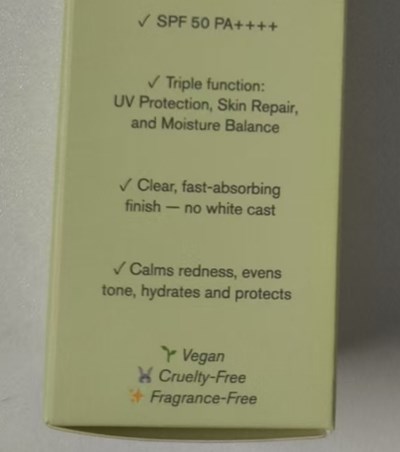 ✓ SPF 50 PA++++
✓ Triple function:
UV Protection, Skin Repair,
and Moisture Balance
✓ Clear, fast-absorbing
finish — no white cast
✓ Calms redness, evens
tone, hydrates and protects
🌱 Vegan
🐰 Cruelty-Free
✨ Fragrance-Free